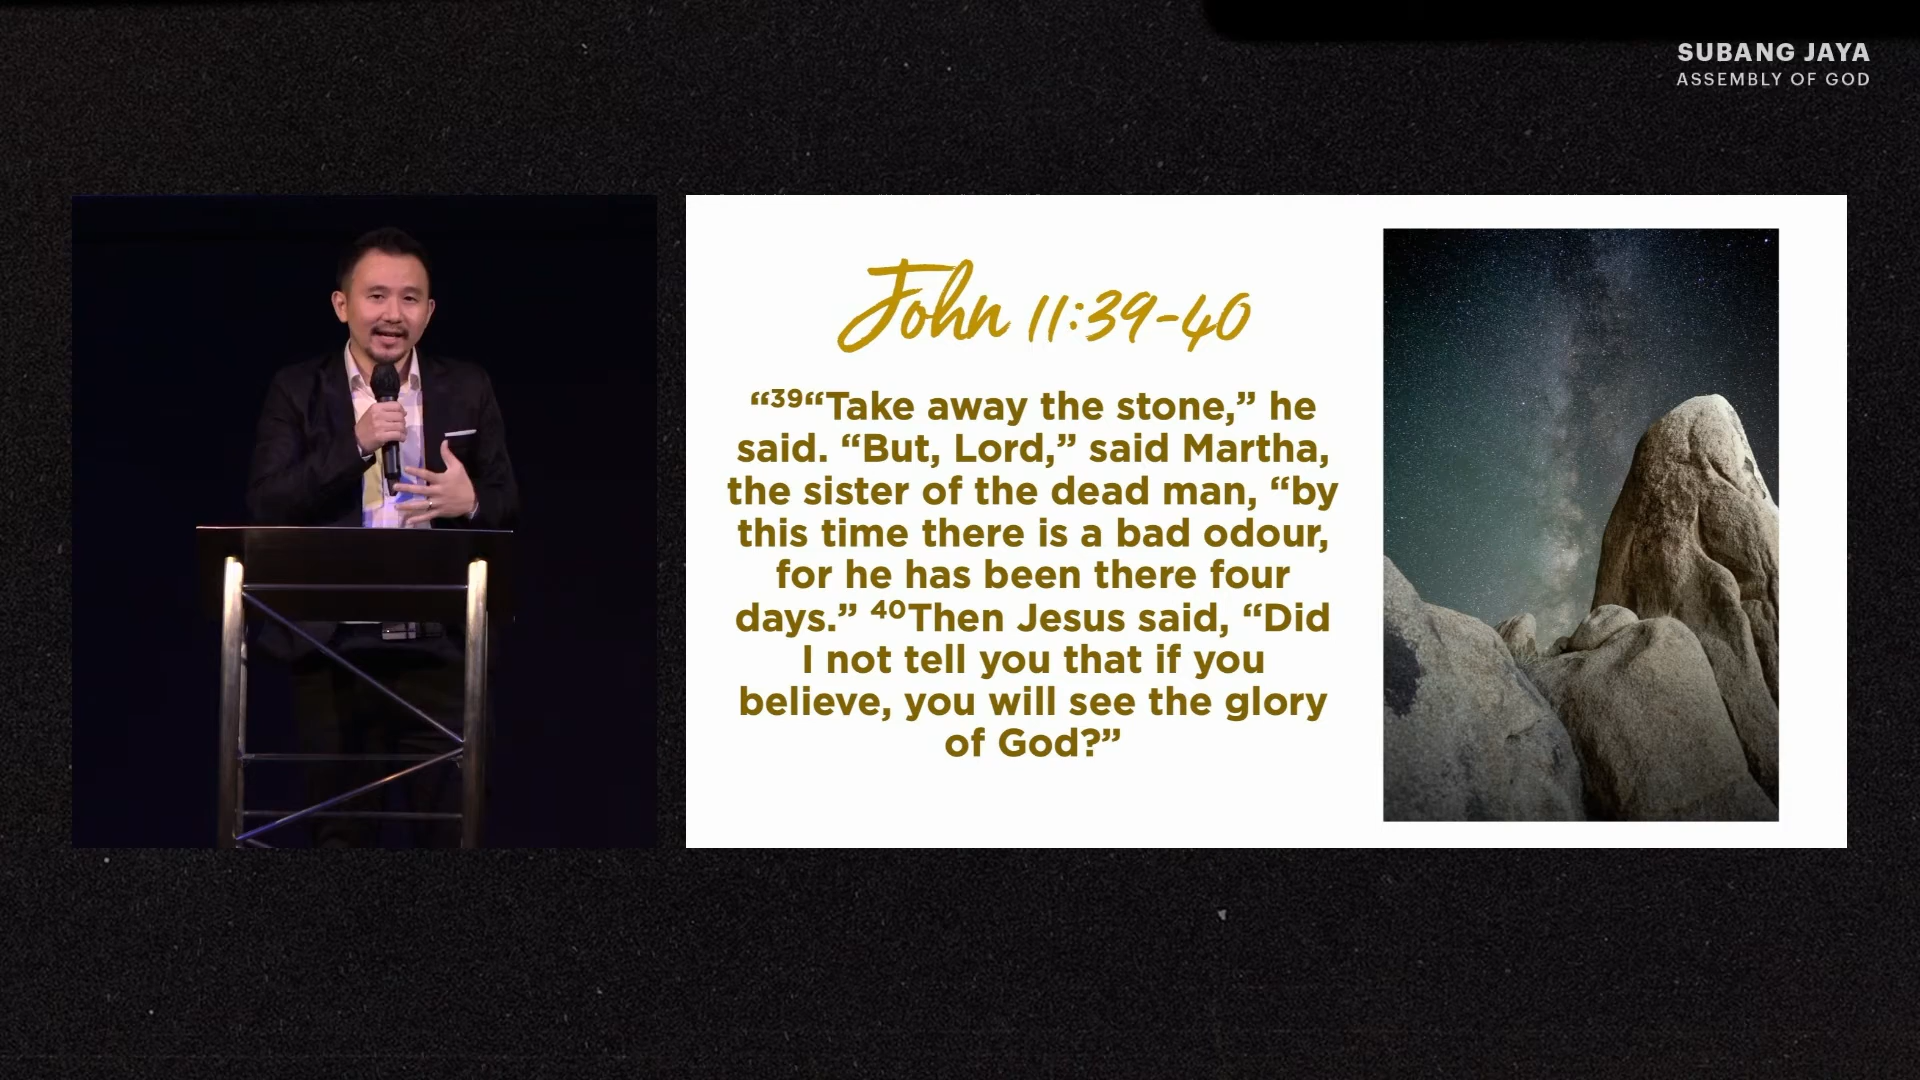 SUBANG JAYA
ASSEMBLY OF GOD
John 11:39-40
“³⁹“Take away the stone,” he
said. “But, Lord,” said Martha,
the sister of the dead man, “by
this time there is a bad odour,
for he has been there four
days.” ⁴⁰Then Jesus said, “Did
I not tell you that if you
believe, you will see the glory
of God?”